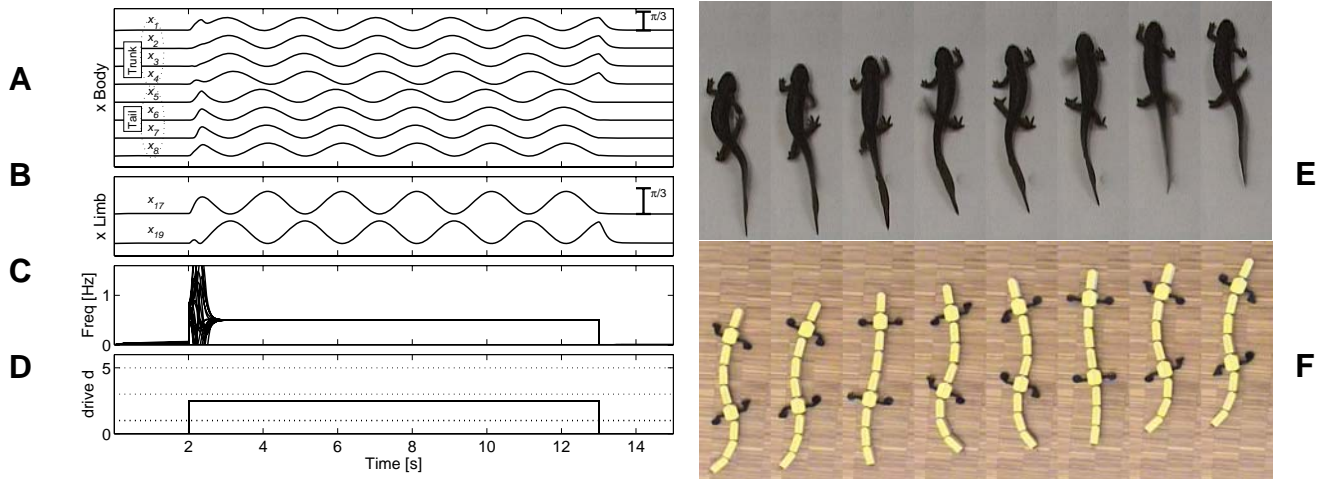 A
B
C
D
E
F
x Body
Trunk
Tail
x1
x2
x3
x4
x5
x6
x7
x8
π/3
x Limb
x17
x19
π/3
Freq [Hz]
1
0
drive d
5
0
2 4 6 8 10 12 14
Time [s]